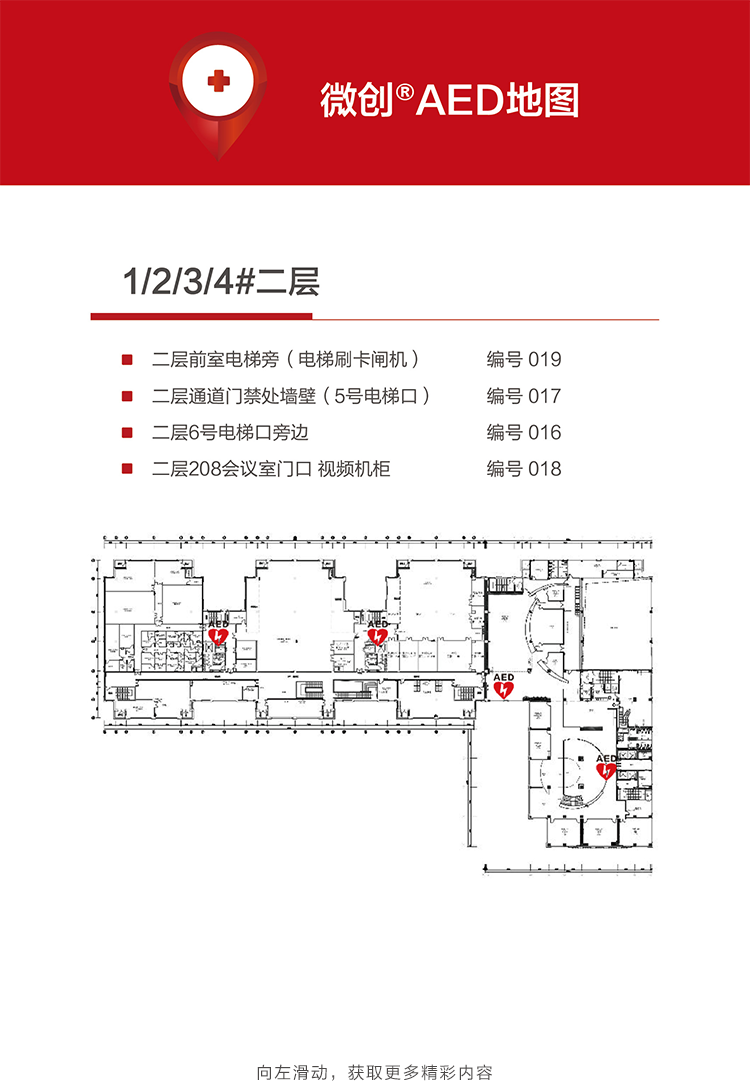 微创®AED地图
1/2/3/4#二层
二层前室电梯旁（电梯刷卡闸机） 编号 019
二层通道门禁处墙壁（5号电梯口） 编号 017
二层6号电梯口旁边 编号 016
二层208会议室门口 视频机柜 编号 018
AED
AED
AED
AED
向左滑动，获取更多精彩内容